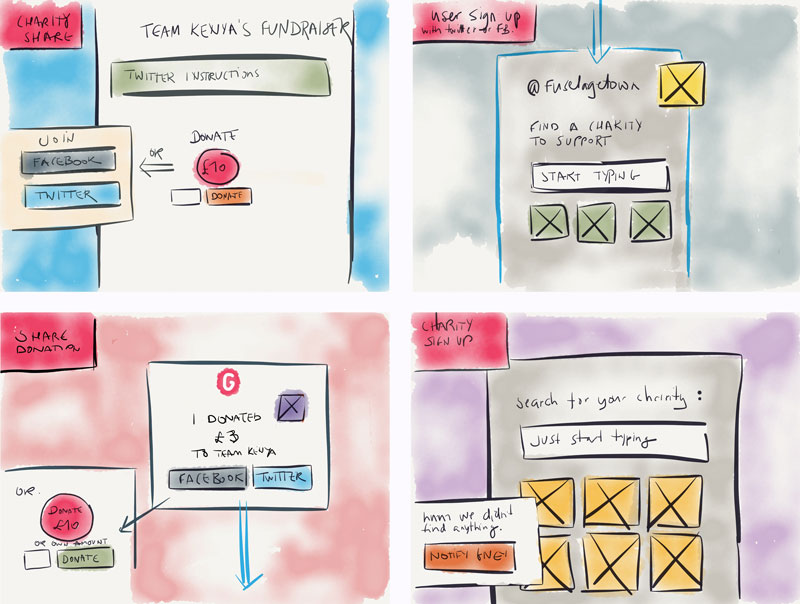 CHARITY
SHARE
TEAM KENYA'S FUNDRAISER
TWITTER INSTRUCTIONS
JOIN
FACEBOOK
TWITTER
OR
DONATE
£10
DONATE
User sign up
with twitter or FB.
@Fuselagetown
FIND A CHARITY
TO SUPPORT
START TYPING
SHARE
DONATION
G
I DONATED
£3
TO TEAM KENYA
FACEBOOK
TWITTER
OR.
DONATE
£10
OR OWN AMOUNT
DONATE
CHARITY
SIGN UP
search for your chririty :
Just start typing
hmm we didn't
find anything.
NOTIFY